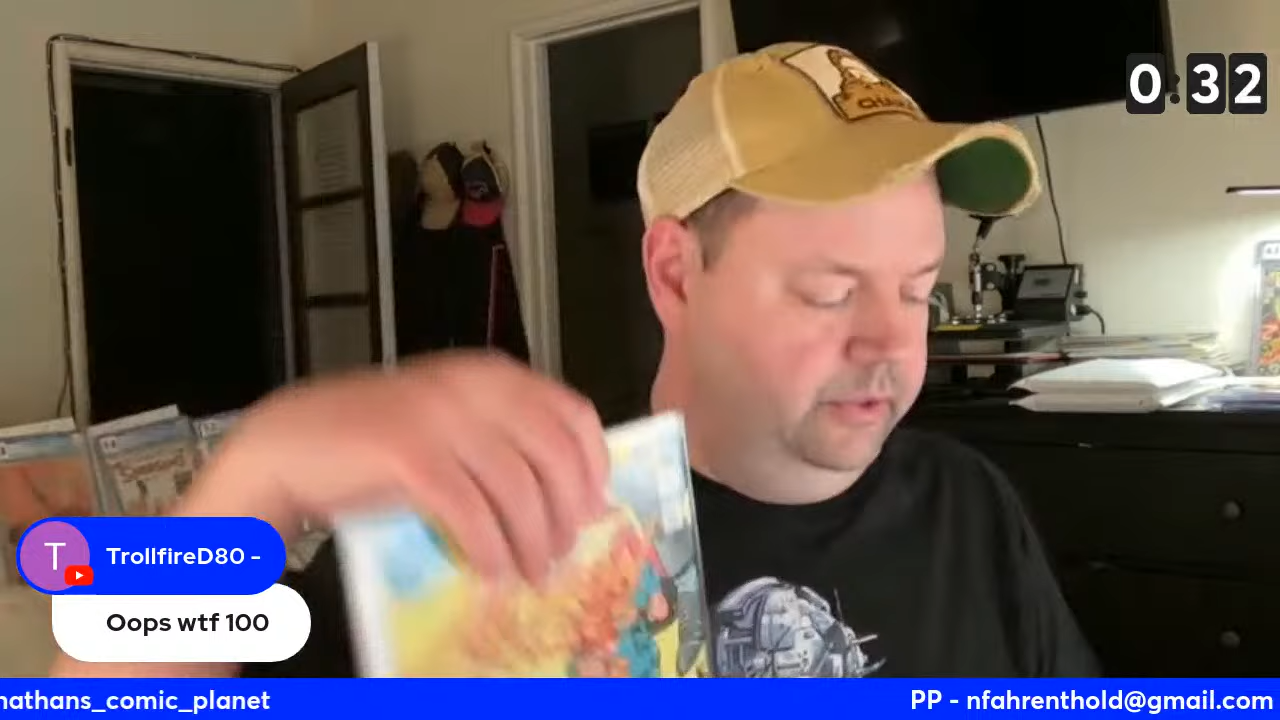 0:32
TrollfireD80 -
Oops wtf 100
nathans_comic_planet
PP - nfahrenthold@gmail.com